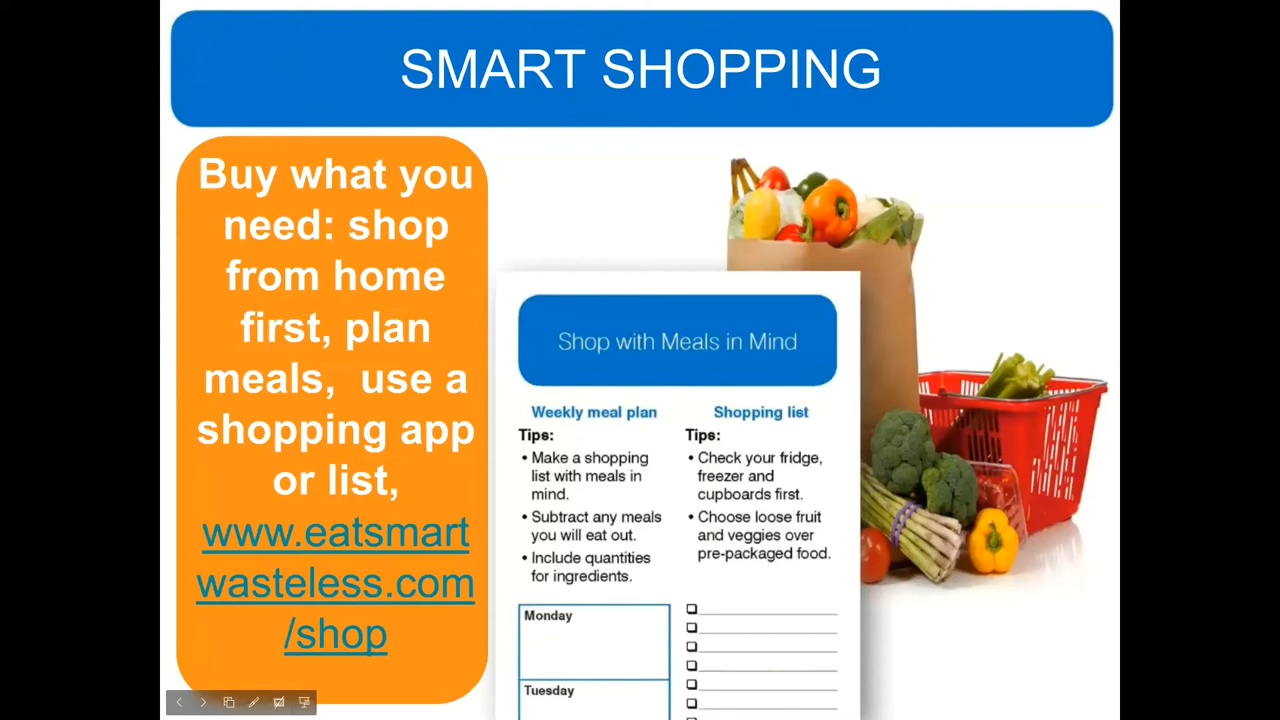 SMART SHOPPING
Buy what you
need: shop
from home
first, plan
meals,  use a
shopping app
or list,
www.eatsmart
wasteless.com
/shop
Shop with Meals in Mind
Weekly meal plan
Tips:
• Make a shopping
list with meals in
mind.
• Subtract any meals
you will eat out.
• Include quantities
for ingredients.
Monday
Tuesday
Shopping list
Tips:
• Check your fridge,
freezer and
cupboards first.
• Choose loose fruit
and veggies over
pre-packaged food.